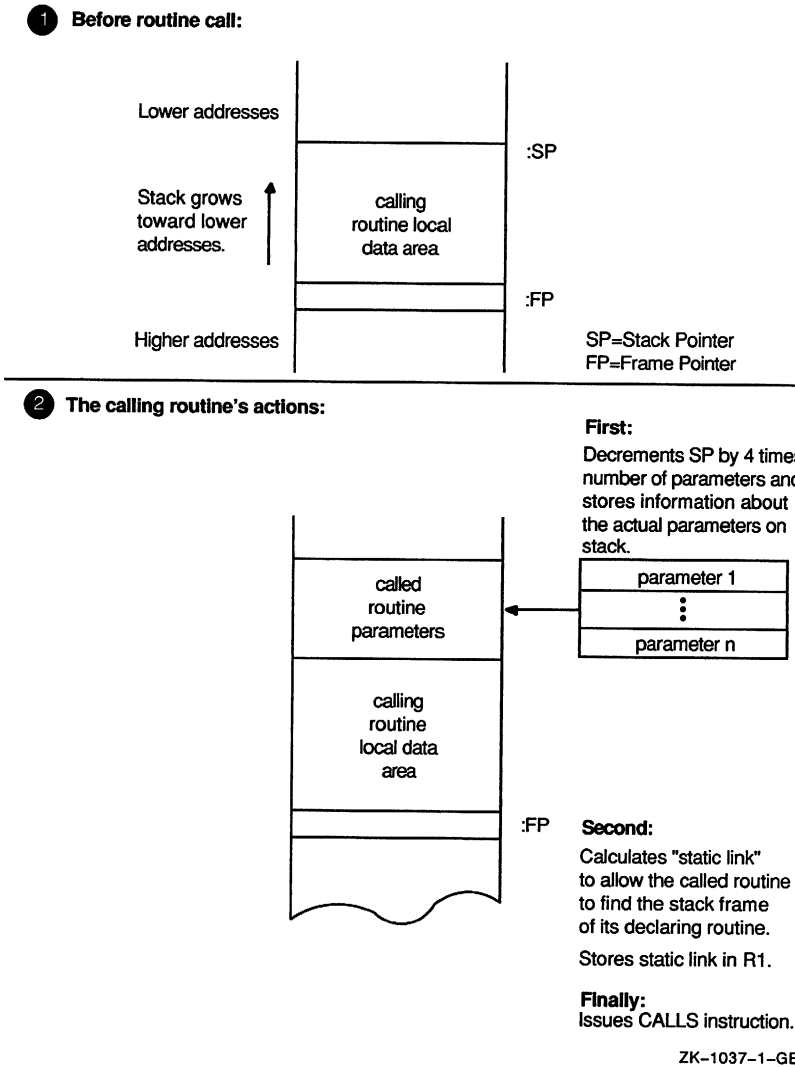 1 Before routine call:
Lower addresses
:SP
Stack grows
toward lower
addresses.
calling
routine local
data area
:FP
Higher addresses
SP=Stack Pointer
FP=Frame Pointer
2 The calling routine's actions:
First:
Decrements SP by 4 times
number of parameters and
stores information about
the actual parameters on
stack.
called
routine
parameters
parameter 1
parameter n
calling
routine
local data
area
:FP
Second:
Calculates "static link"
to allow the called routine
to find the stack frame
of its declaring routine.
Stores static link in R1.
Finally:
Issues CALLS instruction.
ZK–1037–1–GE